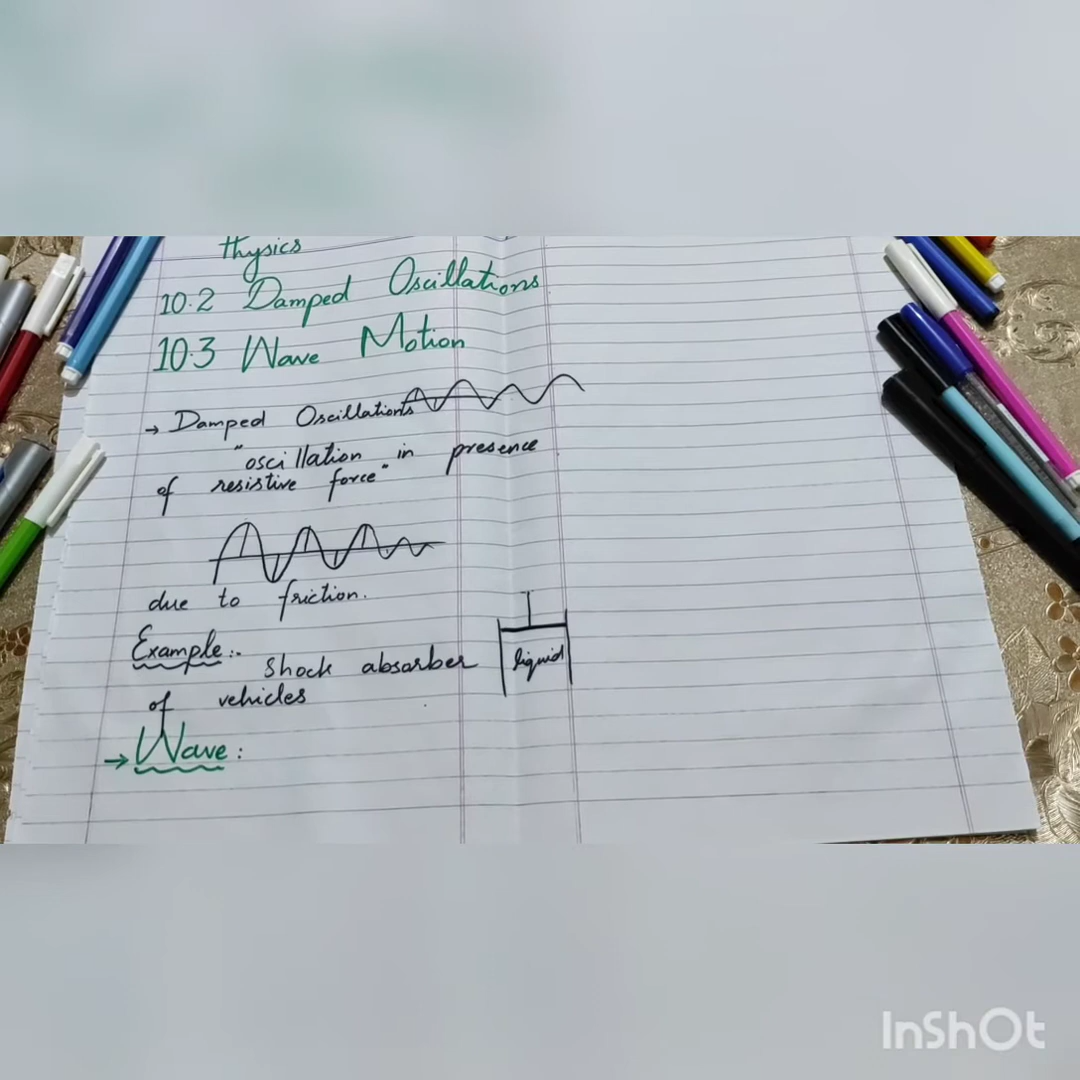 Physics
10.2 Damped Oscillations
10.3 Wave Motion
→ Damped Oscillations
"oscillation in presence
of resistive force"
due to friction.
Example:-
Shock absarber
of vehicles
liquid
→ Wave:
InShOt